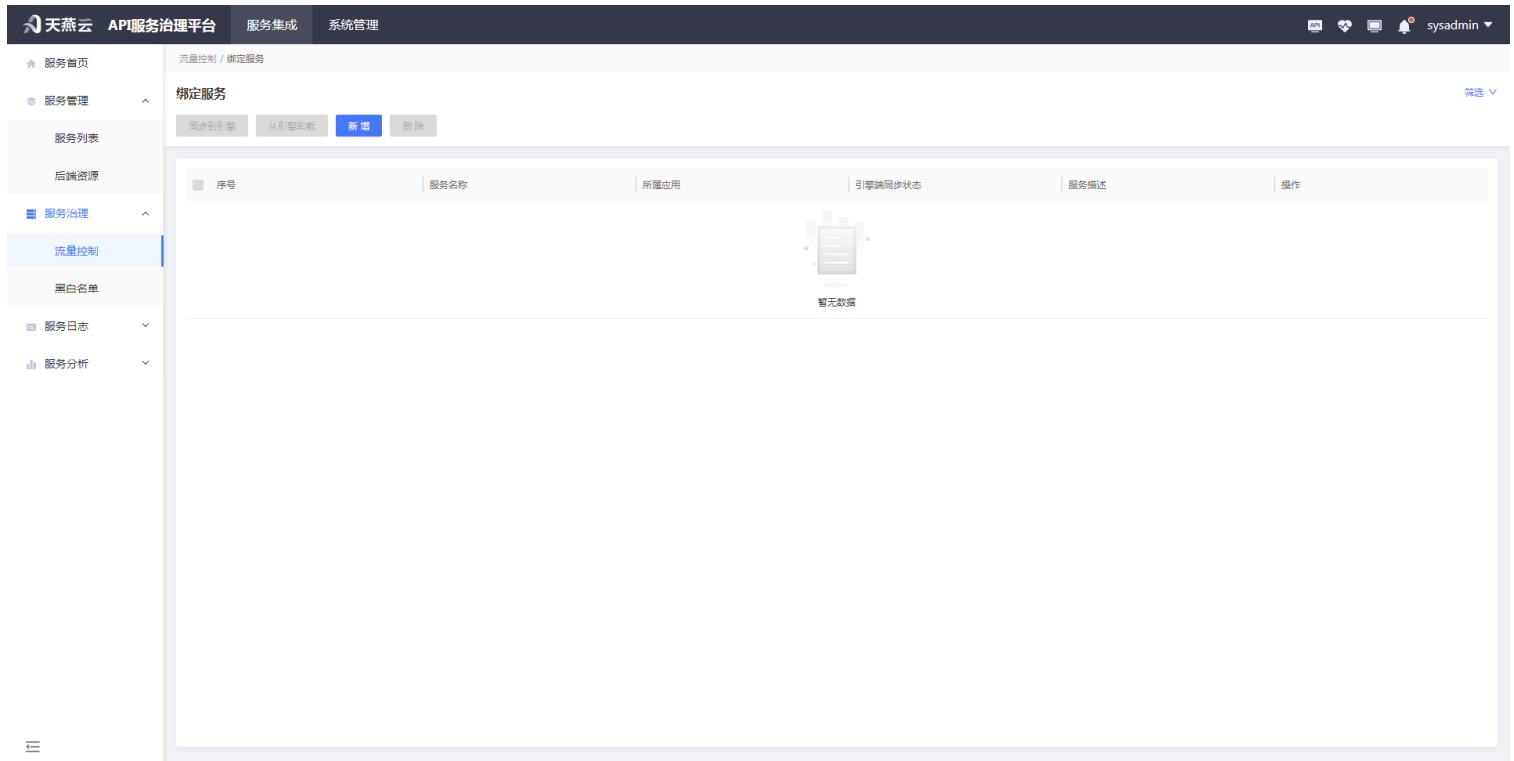 天燕云 API服务治理平台 服务集成 系统管理 API sysadmin
服务首页
服务管理
服务列表
后端资源
服务治理
流量控制
黑白名单
服务日志
服务分析
流量控制 / 绑定服务
绑定服务 筛选
同步到引擎 从引擎卸载 新增 删除
序号 服务名称 所属应用 引擎端同步状态 服务描述 操作
暂无数据